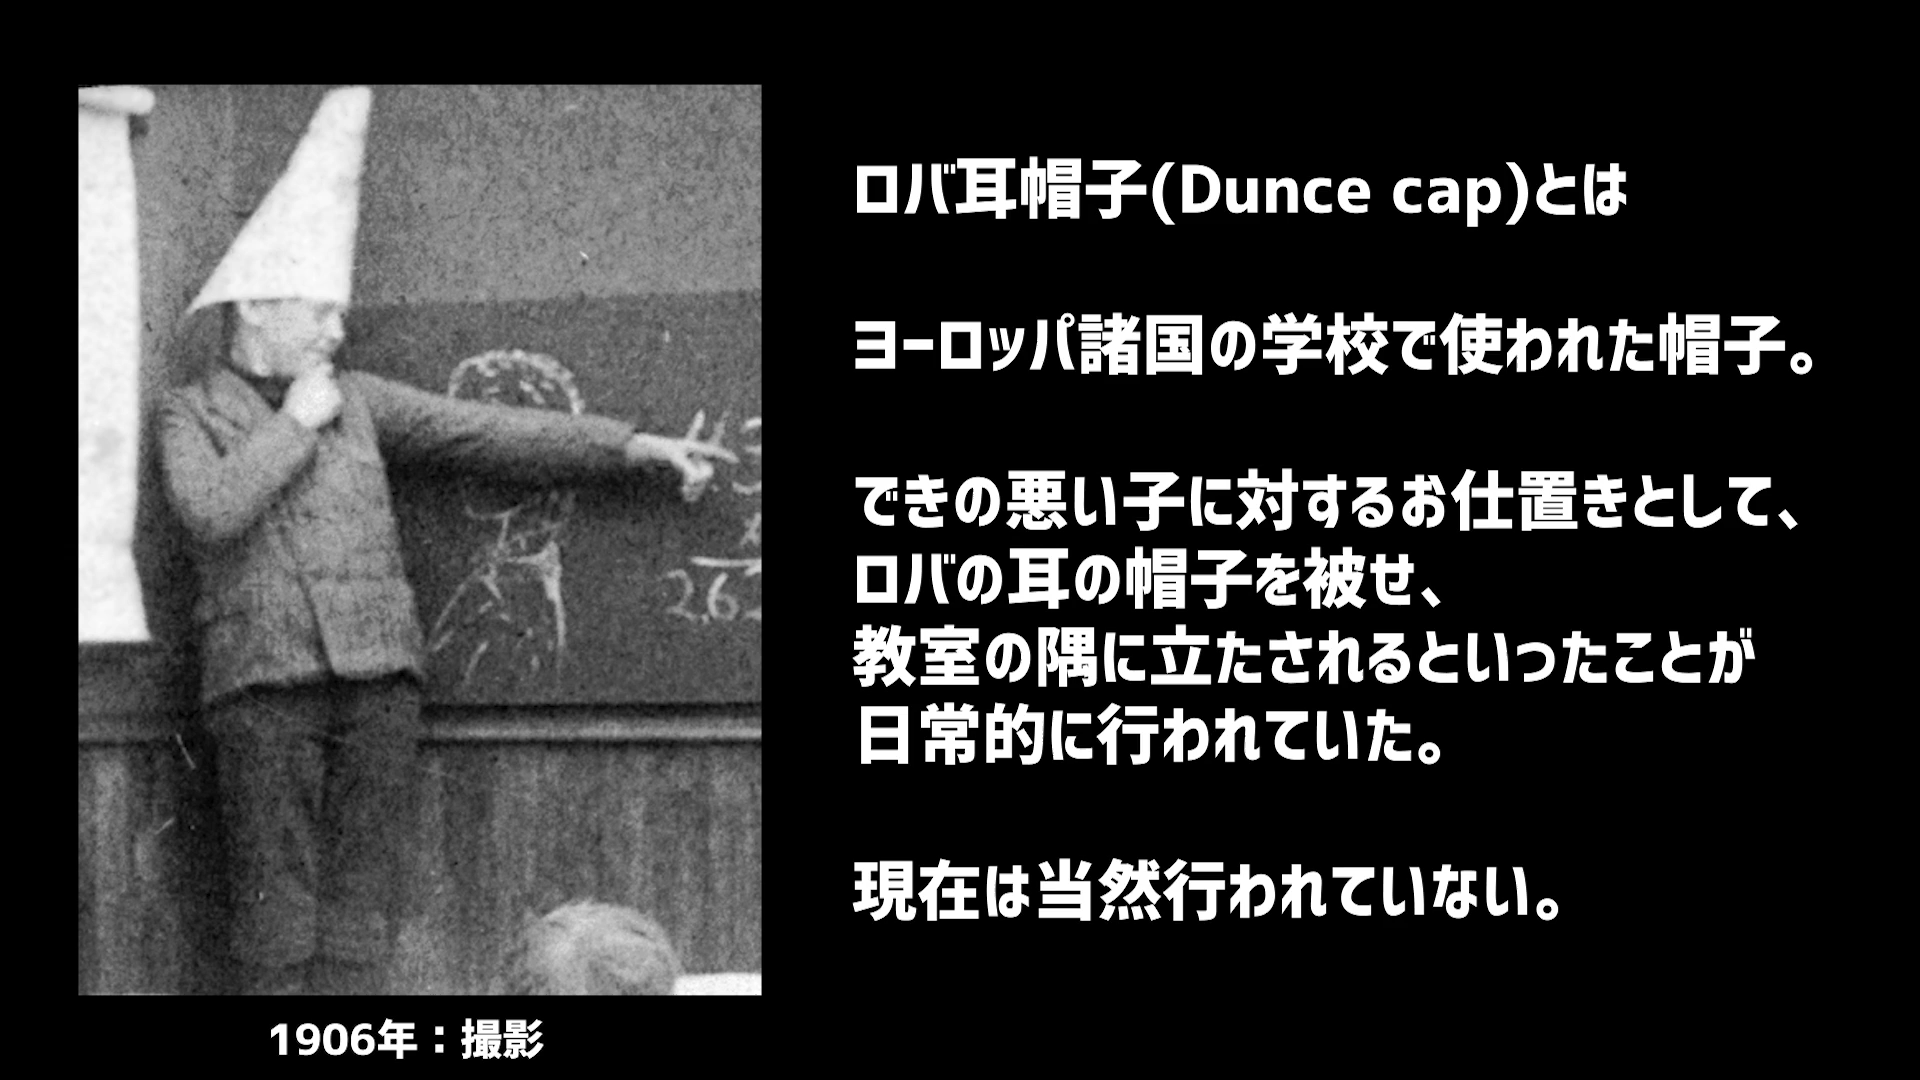 ロバ耳帽子(Dunce cap)とは
ヨーロッパ諸国の学校で使われた帽子。
できの悪い子に対するお仕置きとして、
ロバの耳の帽子を被せ、
教室の隅に立たされるといったことが
日常的に行われていた。
現在は当然行われていない。
1906年：撮影